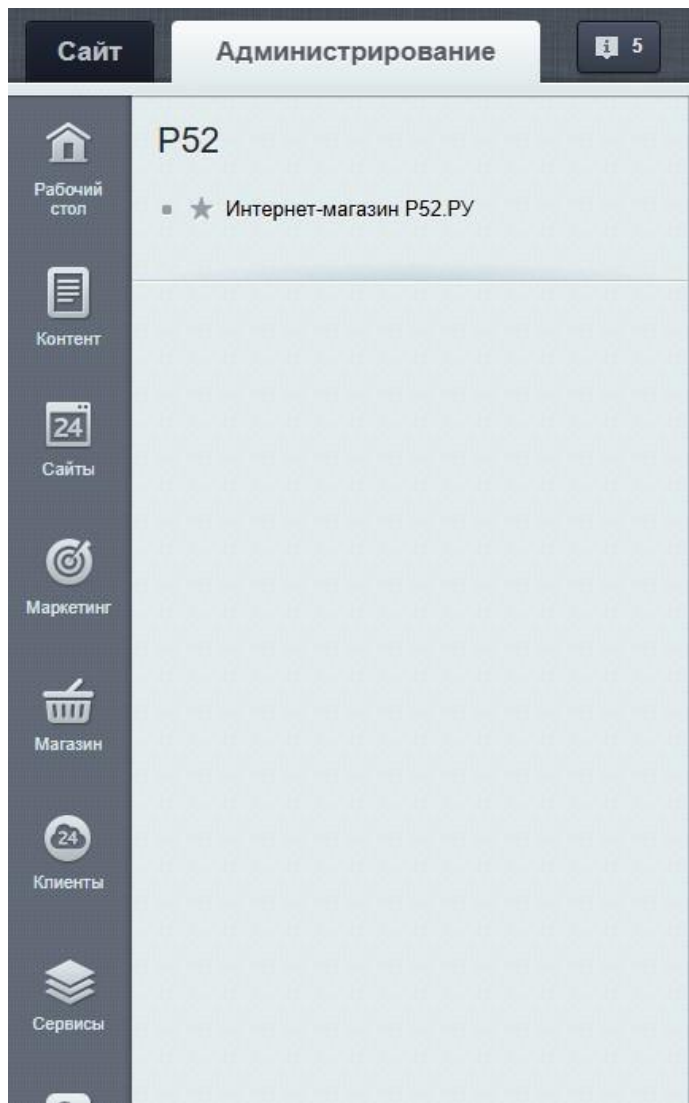 Сайт
Администрирование
5
Р52
Интернет-магазин Р52.РУ
Рабочий
стол
Контент
24
Сайты
Маркетинг
Магазин
24
Клиенты
Сервисы